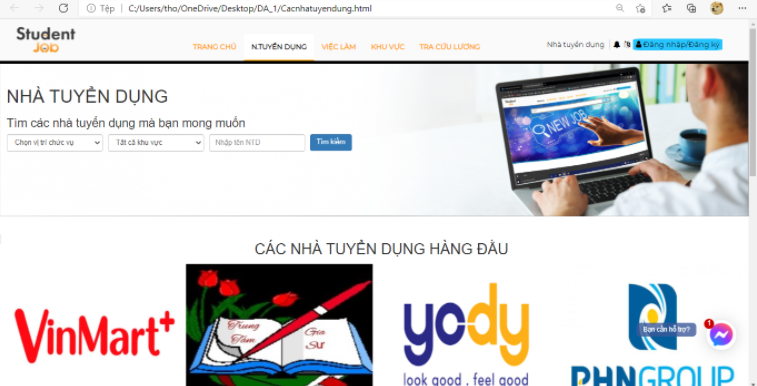 Tệp | C:/Users/tho/OneDrive/Desktop/DA_1/Cacnhatuyendung.html
Student
Job
TRANG CHỦ N.TUYỂN DỤNG VIỆC LÀM KHU VỰC TRA CỨU LƯƠNG
Nhà tuyển dụng | Đăng nhập/Đăng ký
NHÀ TUYỂN DỤNG
Tìm các nhà tuyển dụng mà bạn mong muốn
Chọn vị trí chức vụ Tất cả khu vực Nhập tên NTD Tìm kiếm
NEW JOB
CÁC NHÀ TUYỂN DỤNG HÀNG ĐẦU
VinMart+
Trung Gia
Tâm Sư
yody
look good . feel good
Bạn cần hỗ trợ? 1
PHNGROUP